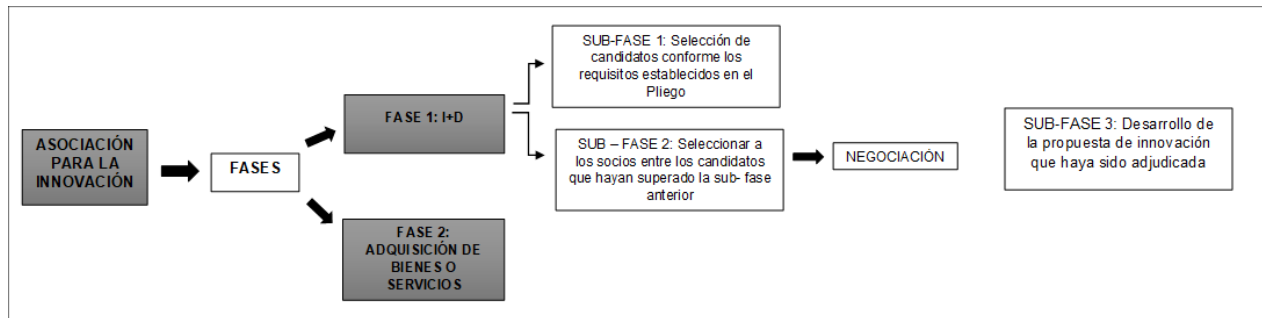 ASOCIACIÓN
PARA LA
INNOVACIÓN
FASES
FASE 1: I+D
FASE 2:
ADQUISICIÓN DE
BIENES O
SERVICIOS
SUB-FASE 1: Selección de
candidatos conforme los
requisitos establecidos en el
Pliego
SUB – FASE 2: Seleccionar a
los socios entre los candidatos
que hayan superado la sub- fase
anterior
NEGOCIACIÓN
SUB-FASE 3: Desarrollo de
la propuesta de innovación
que haya sido adjudicada